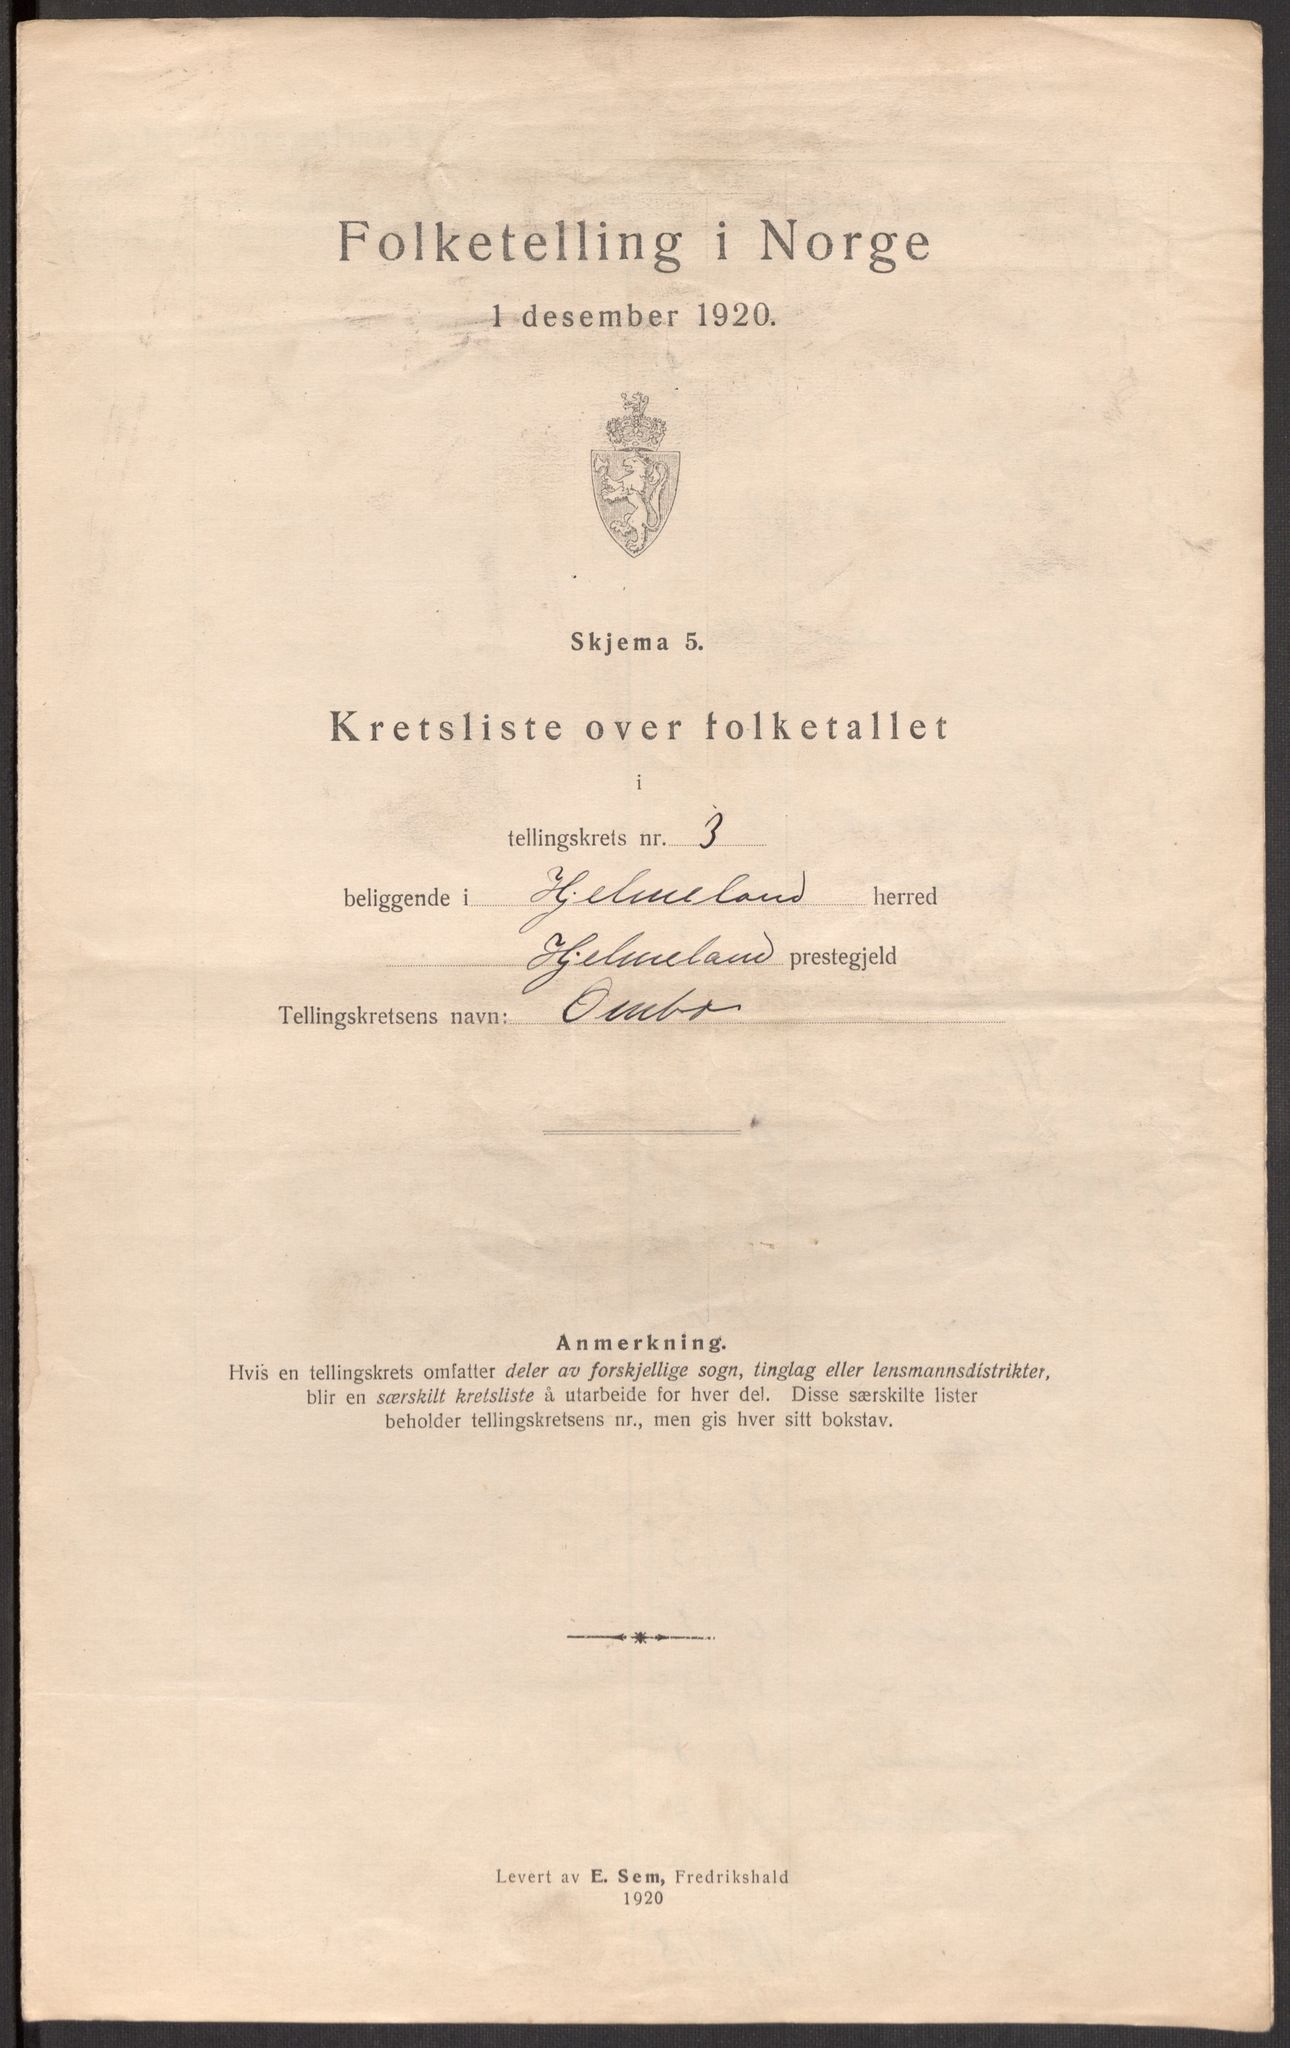 Folketelling i Norge
1 desember 1920.
Skjema 5.
Kretsliste over folketallet
i
tellingskrets nr. 3
beliggende i Hjelmeland herred
Hjelmeland prestegjeld
Tellingskretsens navn: Ombo
Anmerkning.
Hvis en tellingskrets omfatter deler av forskjellige sogn, tinglag eller lensmannsdistrikter,
blir en særskilt kretsliste å utarbeide for hver del. Disse særskilte lister
beholder tellingskretsens nr., men gis hver sitt bokstav.
Levert av E. Sem, Fredrikshald
1920